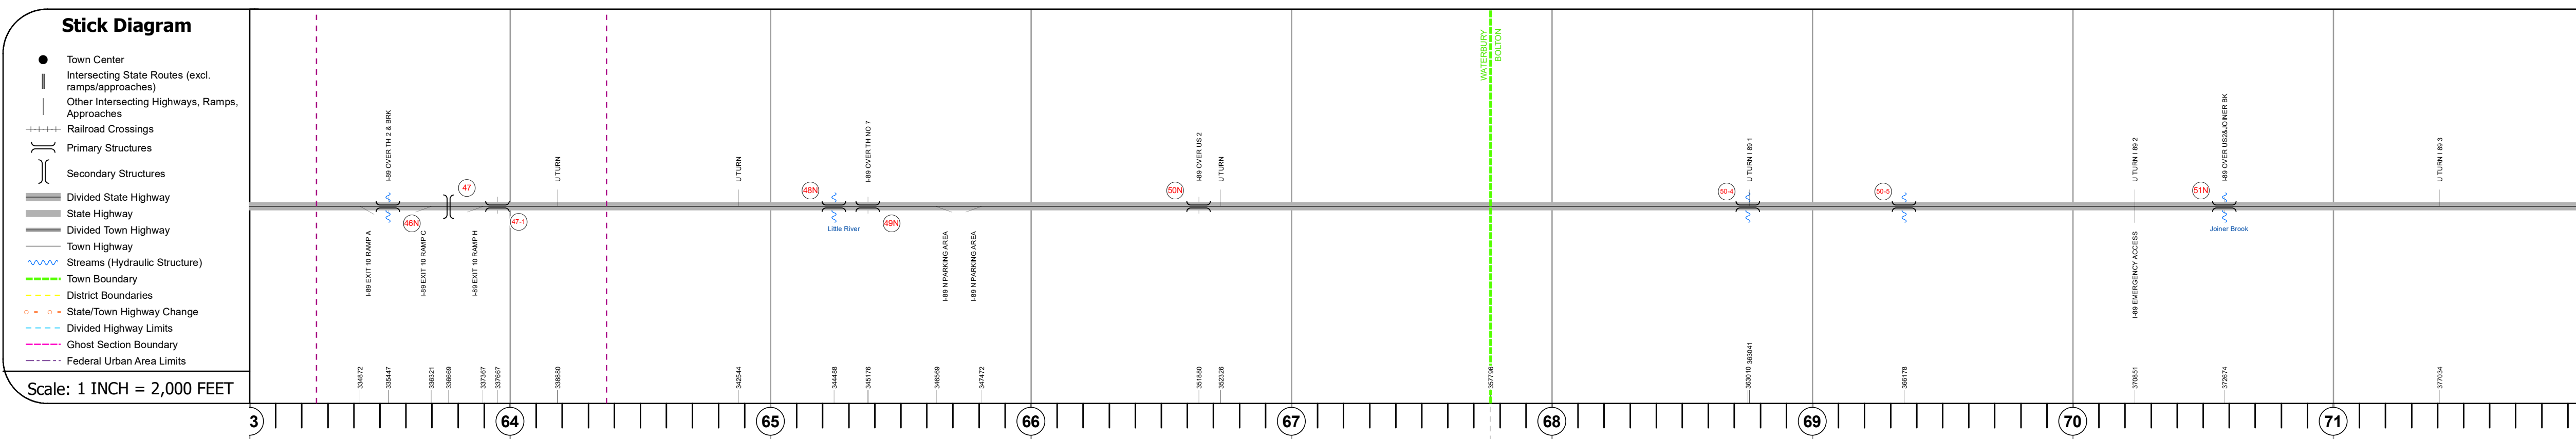 Stick Diagram
Town Center
Intersecting State Routes (excl.
ramps/approaches)
Other Intersecting Highways, Ramps,
Approaches
Railroad Crossings
Primary Structures
Secondary Structures
Divided State Highway
State Highway
Divided Town Highway
Town Highway
Streams (Hydraulic Structure)
Town Boundary
District Boundaries
State/Town Highway Change
Divided Highway Limits
Ghost Section Boundary
Federal Urban Area Limits
Scale: 1 INCH = 2,000 FEET
WATERBURY
BOLTON
I-89 OVER TH 2 & BRK
U TURN
U TURN
I-89 OVER TH NO 7
I-89 OVER US 2
U TURN
U TURN I 89 1
U TURN I 89 2
I-89 OVER US2&JOINER BK
U TURN I 89 3
46N
47
47-1
48N
49N
50N
50-4
50-5
51N
Little River
Joiner Brook
I-89 EXIT 10 RAMP A
I-89 EXIT 10 RAMP C
I-89 EXIT 10 RAMP H
I-89 N PARKING AREA
I-89 N PARKING AREA
I-89 EMERGENCY ACCESS
334872
335447
336321
336669
337367
337667
338880
342544
344488
345176
346569
347472
351880
352326
357796
363010 363041
366178
370851
372674
377034
3
64
65
66
67
68
69
70
71